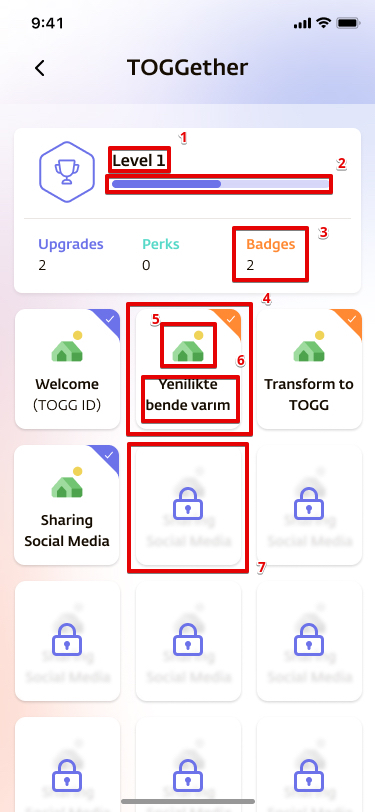 9:41
TOGGether
1
Level 1
2
Upgrades
2
Perks
0
Badges
2
3
4
5
6
Welcome
(TOGG ID)
Yenilikte
bende varım
Transform to
TOGG
Sharing
Social Media
Sharing
Social Media
Sharing
Social Media
7
Sharing
Social Media
Sharing
Social Media
Sharing
Social Media